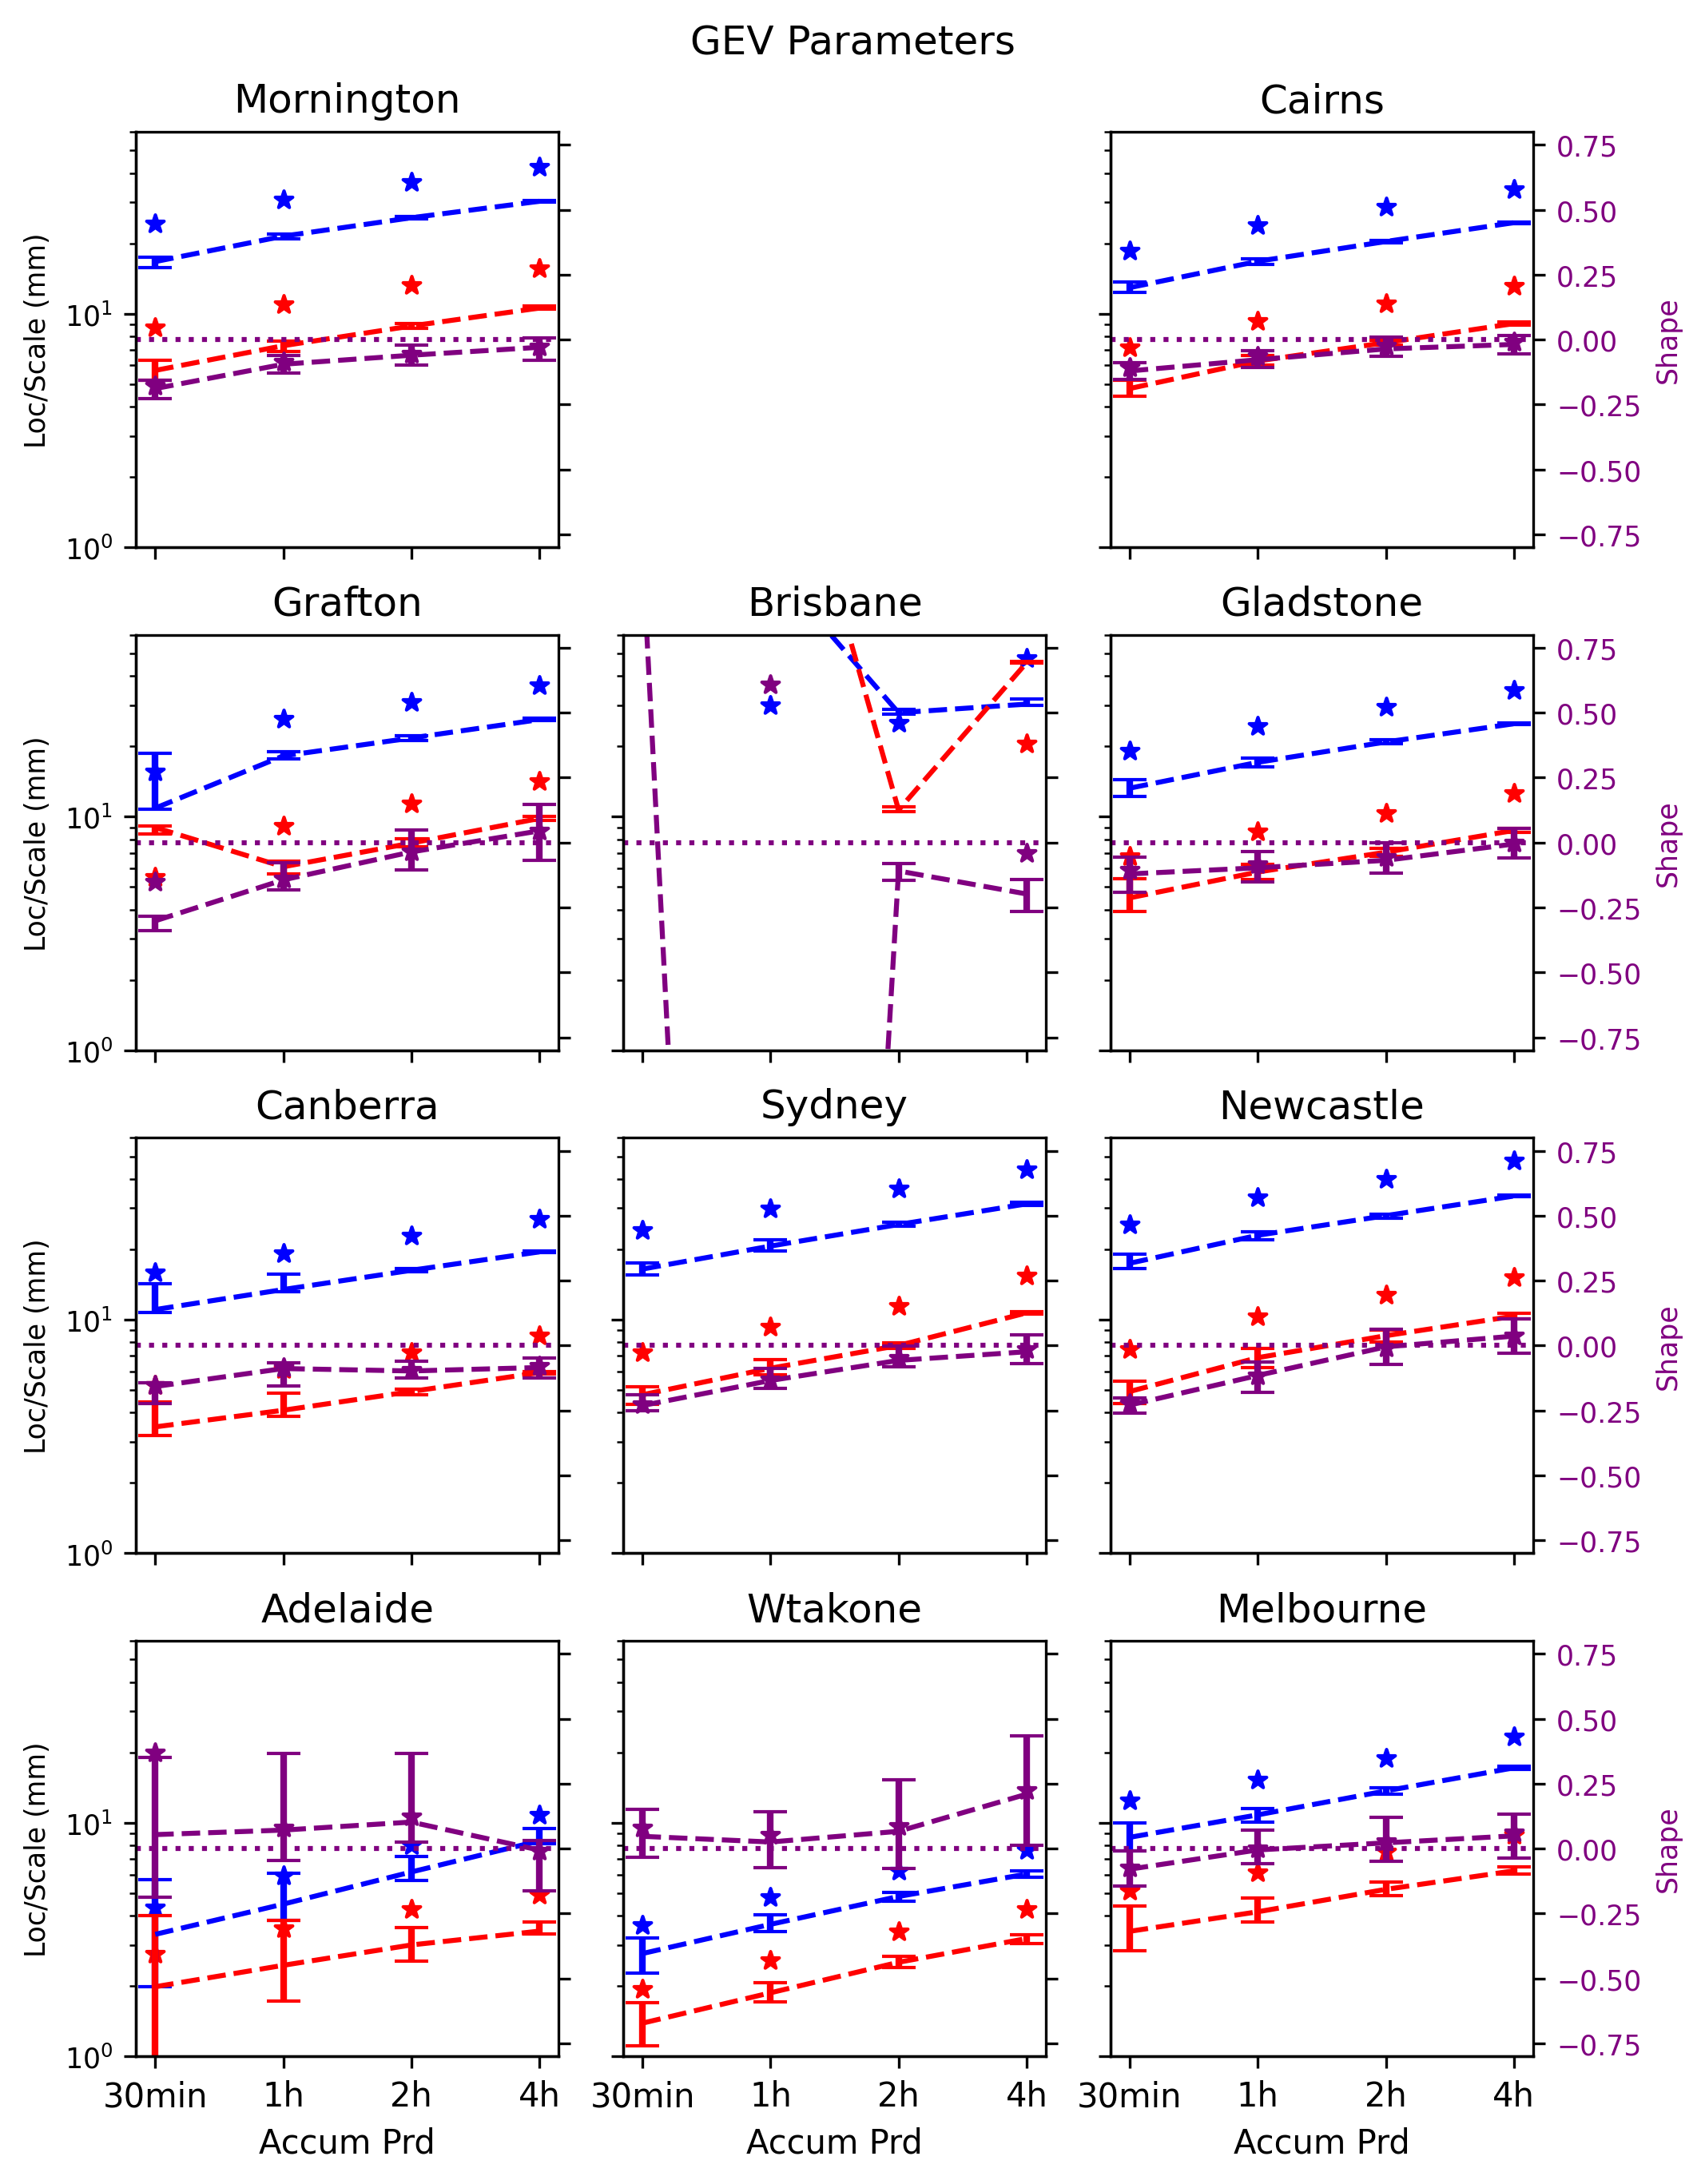 GEV Parameters
Mornington
Cairns
Loc/Scale (mm)
10¹
10⁰
0.75
0.50
0.25
0.00
−0.25
−0.50
−0.75
Shape
Grafton
Brisbane
Gladstone
Loc/Scale (mm)
10¹
10⁰
0.75
0.50
0.25
0.00
−0.25
−0.50
−0.75
Shape
Canberra
Sydney
Newcastle
Loc/Scale (mm)
10¹
10⁰
0.75
0.50
0.25
0.00
−0.25
−0.50
−0.75
Shape
Adelaide
Wtakone
Melbourne
Loc/Scale (mm)
10¹
10⁰
0.75
0.50
0.25
0.00
−0.25
−0.50
−0.75
Shape
30min 1h 2h 4h 30min 1h 2h 4h 30min 1h 2h 4h
Accum Prd Accum Prd Accum Prd